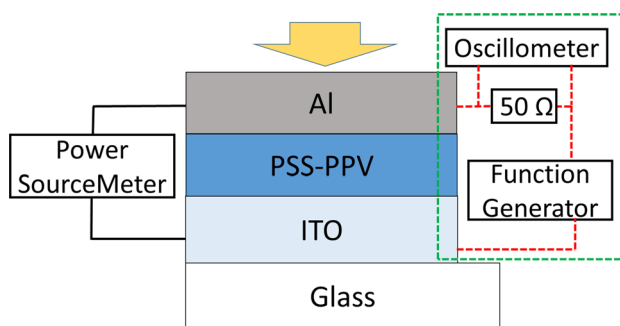 Oscillometer
Al
50 Ω
Power
SourceMeter
PSS-PPV
Function
Generator
ITO
Glass